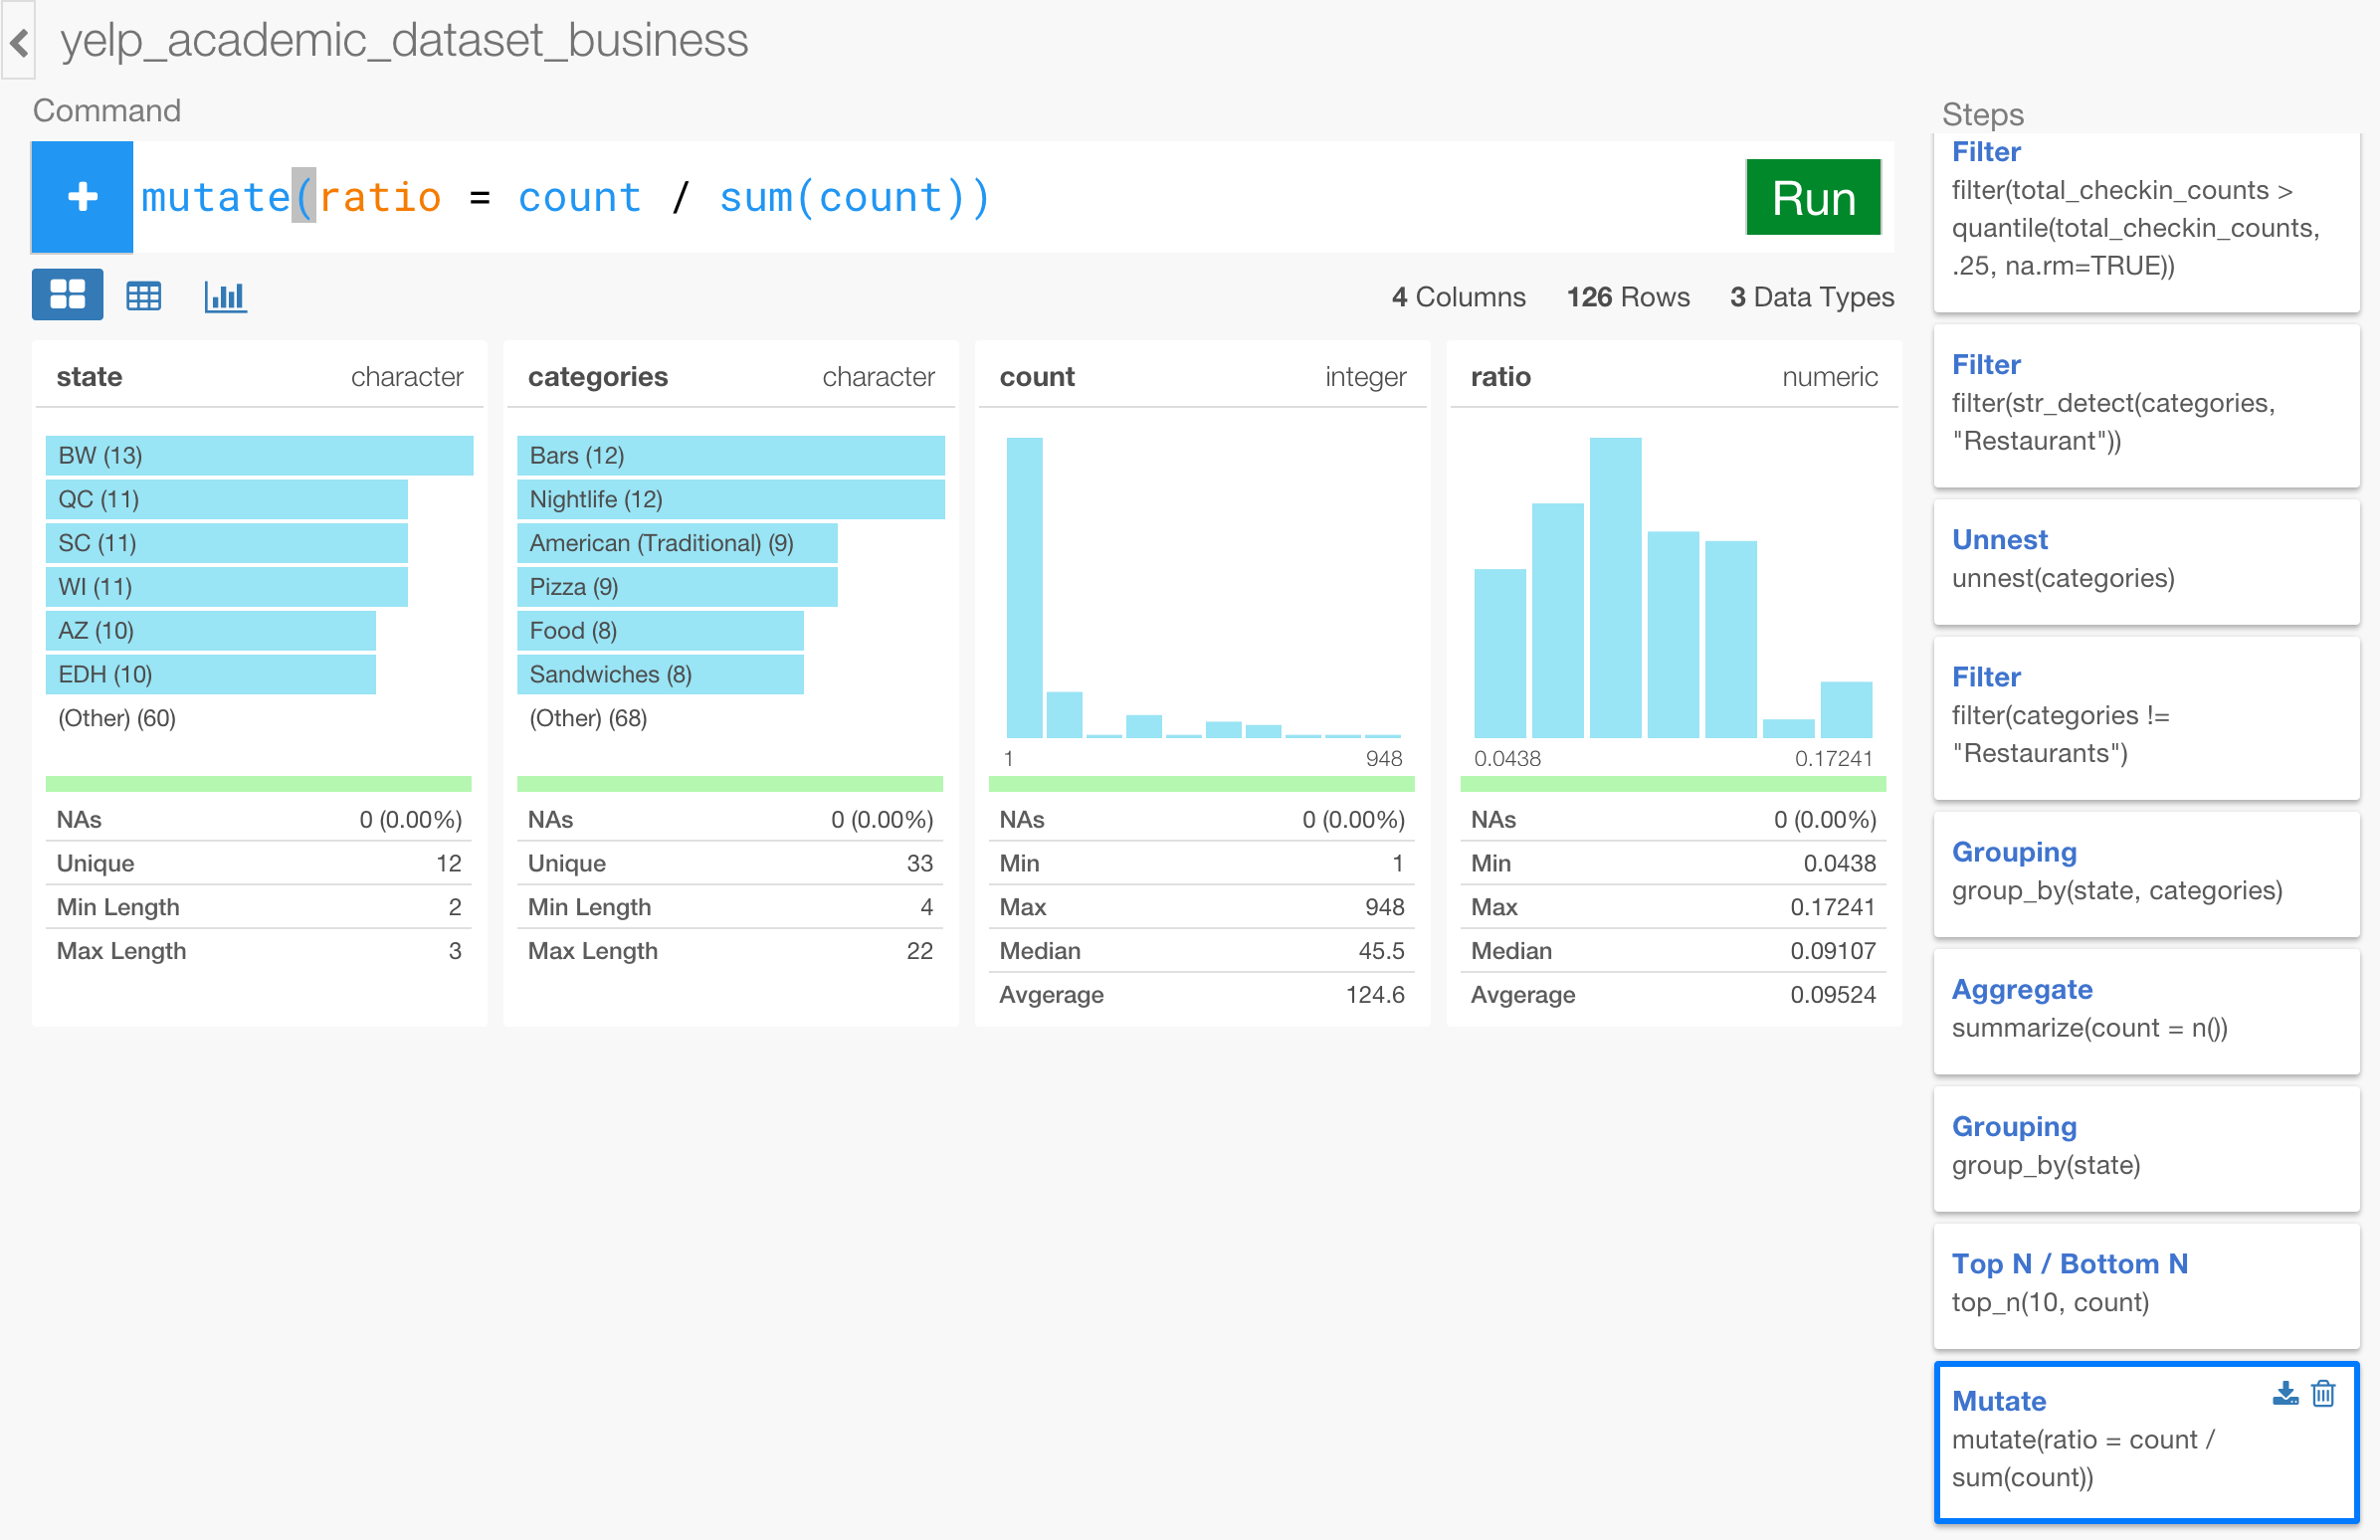 yelp_academic_dataset_business
Command
mutate(ratio = count / sum(count))
Run
4 Columns 126 Rows 3 Data Types
state character
BW (13)
QC (11)
SC (11)
WI (11)
AZ (10)
EDH (10)
(Other) (60)
NAs 0 (0.00%)
Unique 12
Min Length 2
Max Length 3
categories character
Bars (12)
Nightlife (12)
American (Traditional) (9)
Pizza (9)
Food (8)
Sandwiches (8)
(Other) (68)
NAs 0 (0.00%)
Unique 33
Min Length 4
Max Length 22
count integer
1 948
NAs 0 (0.00%)
Min 1
Max 948
Median 45.5
Avgerage 124.6
ratio numeric
0.0438 0.17241
NAs 0 (0.00%)
Min 0.0438
Max 0.17241
Median 0.09107
Avgerage 0.09524
Steps
Filter
filter(total_checkin_counts >
quantile(total_checkin_counts,
.25, na.rm=TRUE))
Filter
filter(str_detect(categories,
"Restaurant"))
Unnest
unnest(categories)
Filter
filter(categories !=
"Restaurants")
Grouping
group_by(state, categories)
Aggregate
summarize(count = n())
Grouping
group_by(state)
Top N / Bottom N
top_n(10, count)
Mutate
mutate(ratio = count /
sum(count))